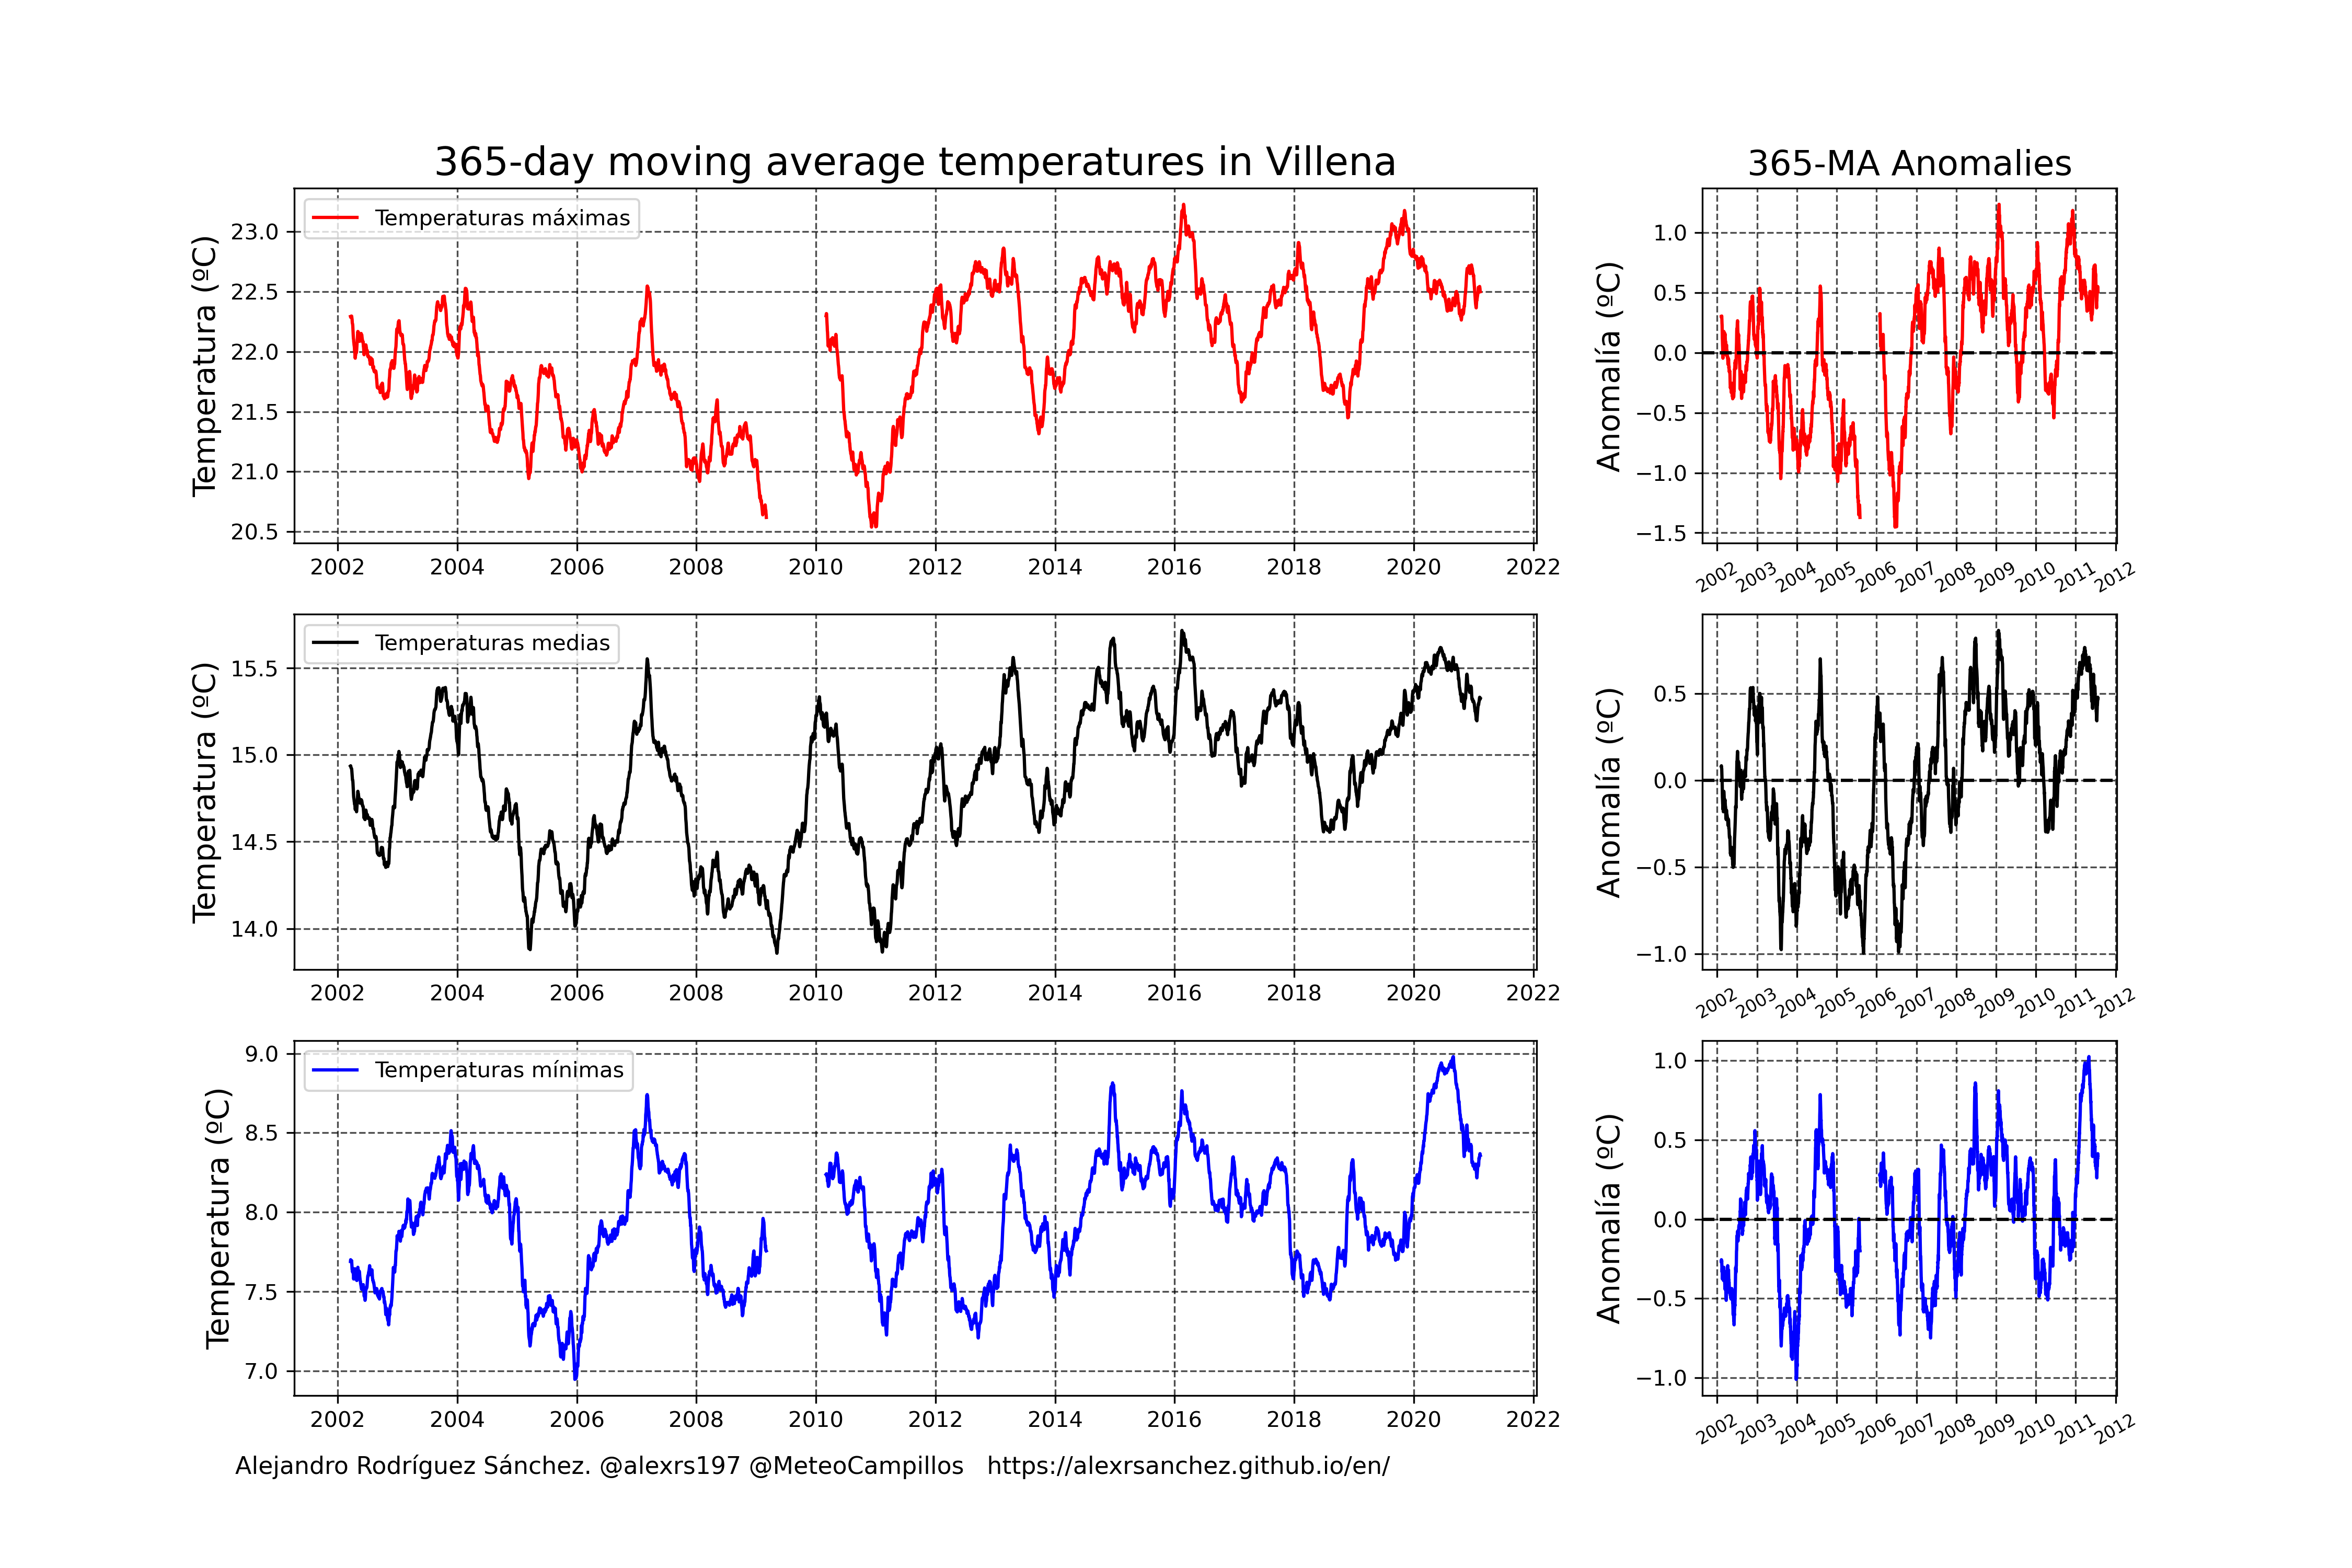 365-day moving average temperatures in Villena
Temperatura (ºC)
23.0
22.5
22.0
21.5
21.0
20.5
Temperaturas máximas
2002 2004 2006 2008 2010 2012 2014 2016 2018 2020 2022
365-MA Anomalies
Anomalía (ºC)
1.0
0.5
0.0
−0.5
−1.0
−1.5
2002 2003 2004 2005 2006 2007 2008 2009 2010 2011 2012
Temperatura (ºC)
15.5
15.0
14.5
14.0
Temperaturas medias
2002 2004 2006 2008 2010 2012 2014 2016 2018 2020 2022
Anomalía (ºC)
0.5
0.0
−0.5
−1.0
2002 2003 2004 2005 2006 2007 2008 2009 2010 2011 2012
Temperatura (ºC)
9.0
8.5
8.0
7.5
7.0
Temperaturas mínimas
2002 2004 2006 2008 2010 2012 2014 2016 2018 2020 2022
Anomalía (ºC)
1.0
0.5
0.0
−0.5
−1.0
2002 2003 2004 2005 2006 2007 2008 2009 2010 2011 2012
Alejandro Rodríguez Sánchez. @alexrs197 @MeteoCampillos https://alexrsanchez.github.io/en/